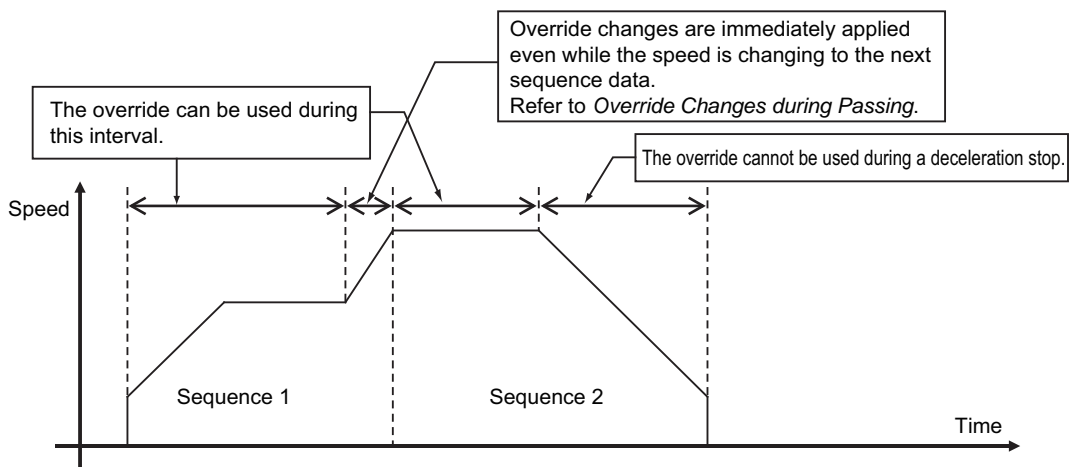 Override changes are immediately applied
even while the speed is changing to the next
sequence data.
Refer to Override Changes during Passing.
The override can be used during
this interval.
The override cannot be used during a deceleration stop.
Speed
Sequence 1
Sequence 2
Time